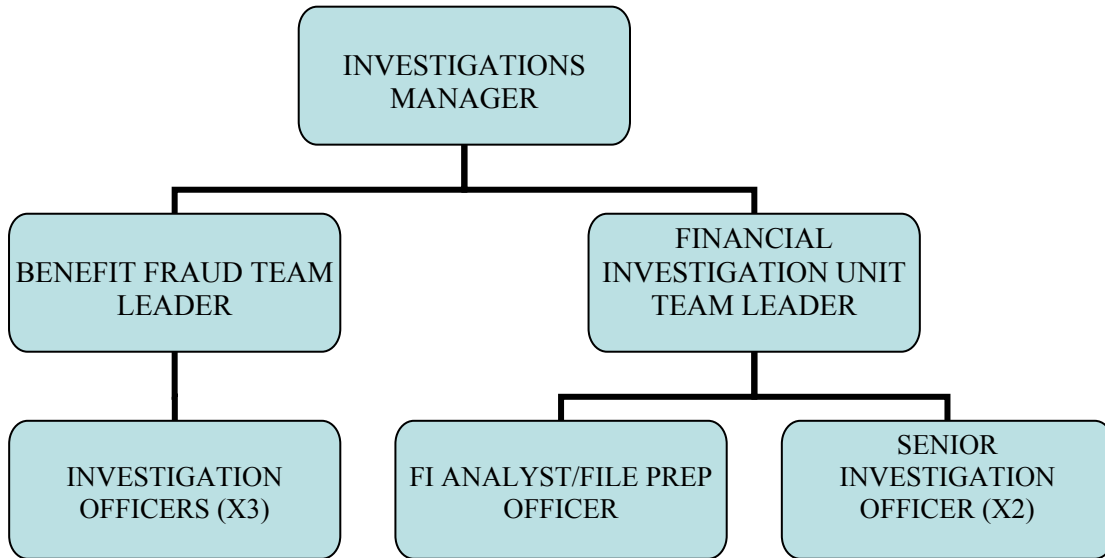 INVESTIGATIONS
MANAGER
BENEFIT FRAUD TEAM
LEADER
FINANCIAL
INVESTIGATION UNIT
TEAM LEADER
INVESTIGATION
OFFICERS (X3)
FI ANALYST/FILE PREP
OFFICER
SENIOR
INVESTIGATION
OFFICER (X2)